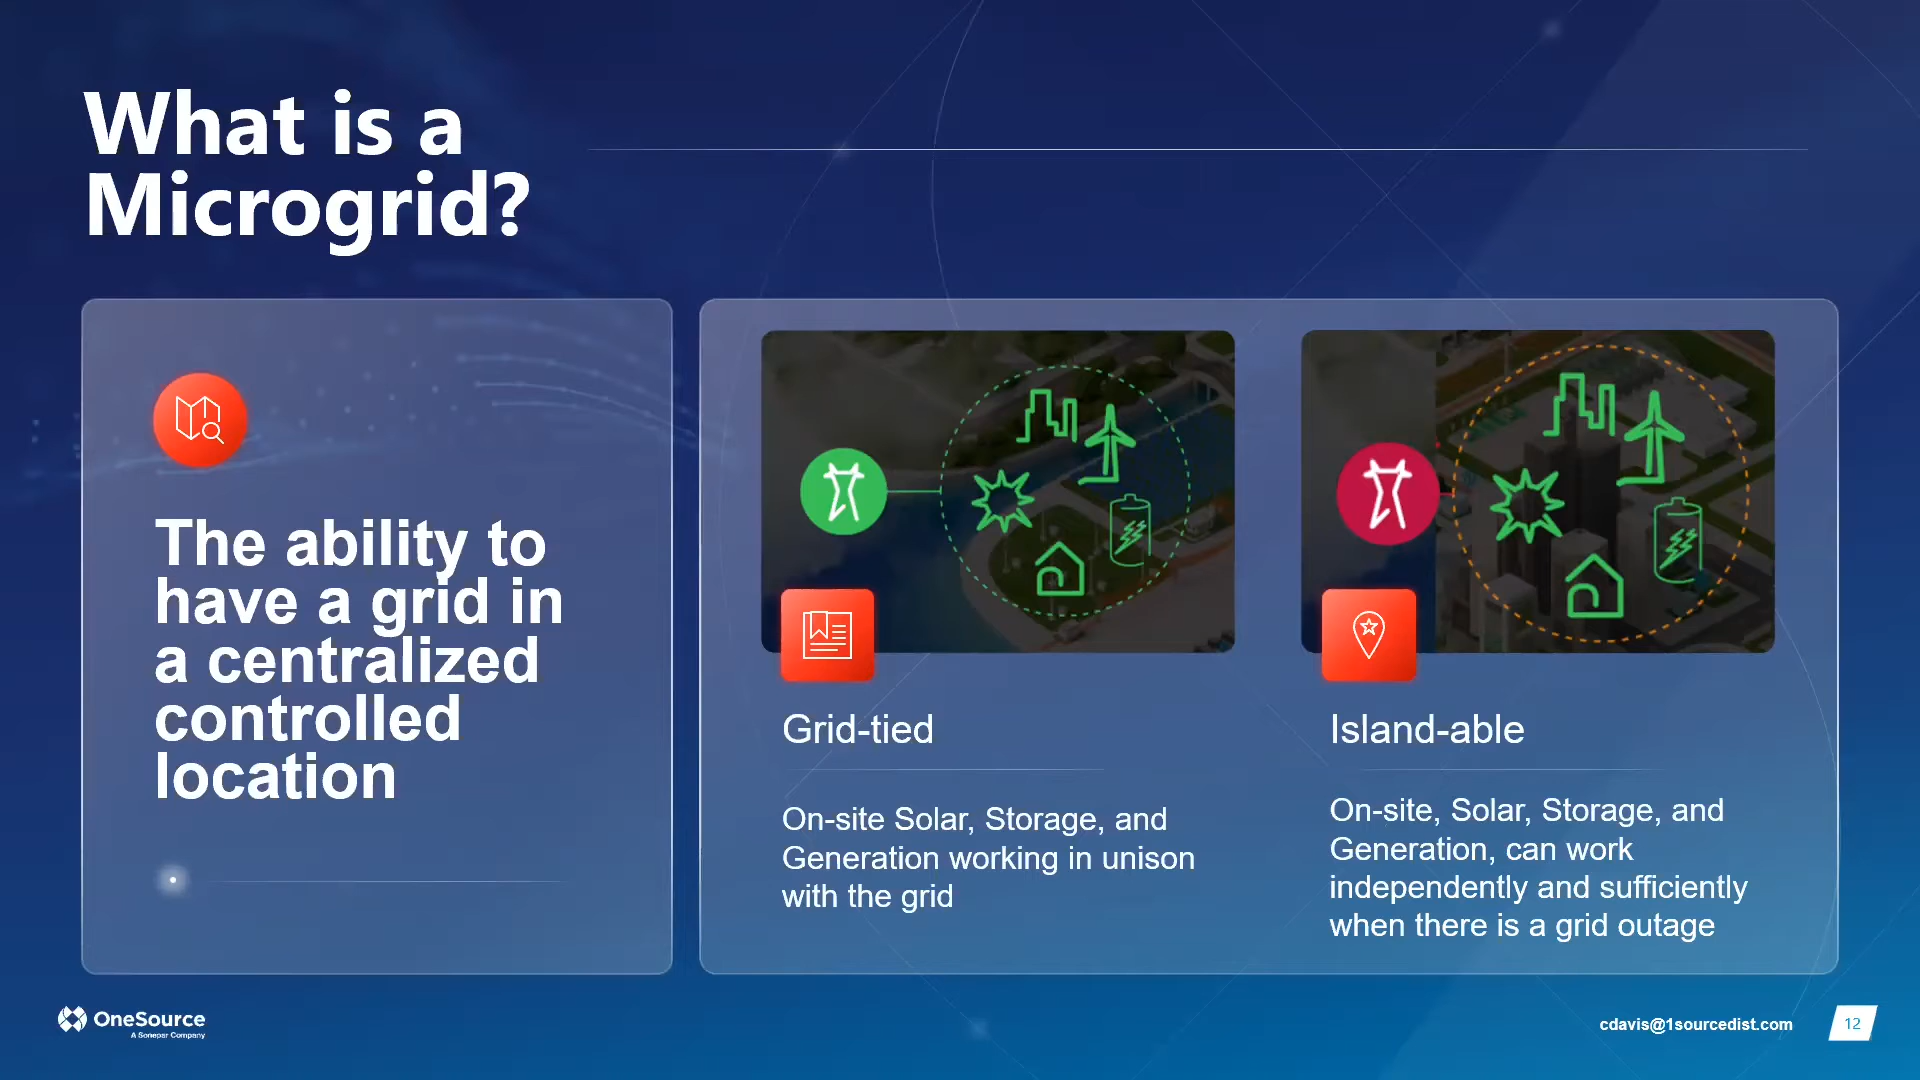 What is a
Microgrid?
The ability to
have a grid in
a centralized
controlled
location
Grid-tied
On-site Solar, Storage, and
Generation working in unison
with the grid
Island-able
On-site, Solar, Storage, and
Generation, can work
independently and sufficiently
when there is a grid outage
OneSource
A Sonepar Company
cdavis@1sourcedist.com
12